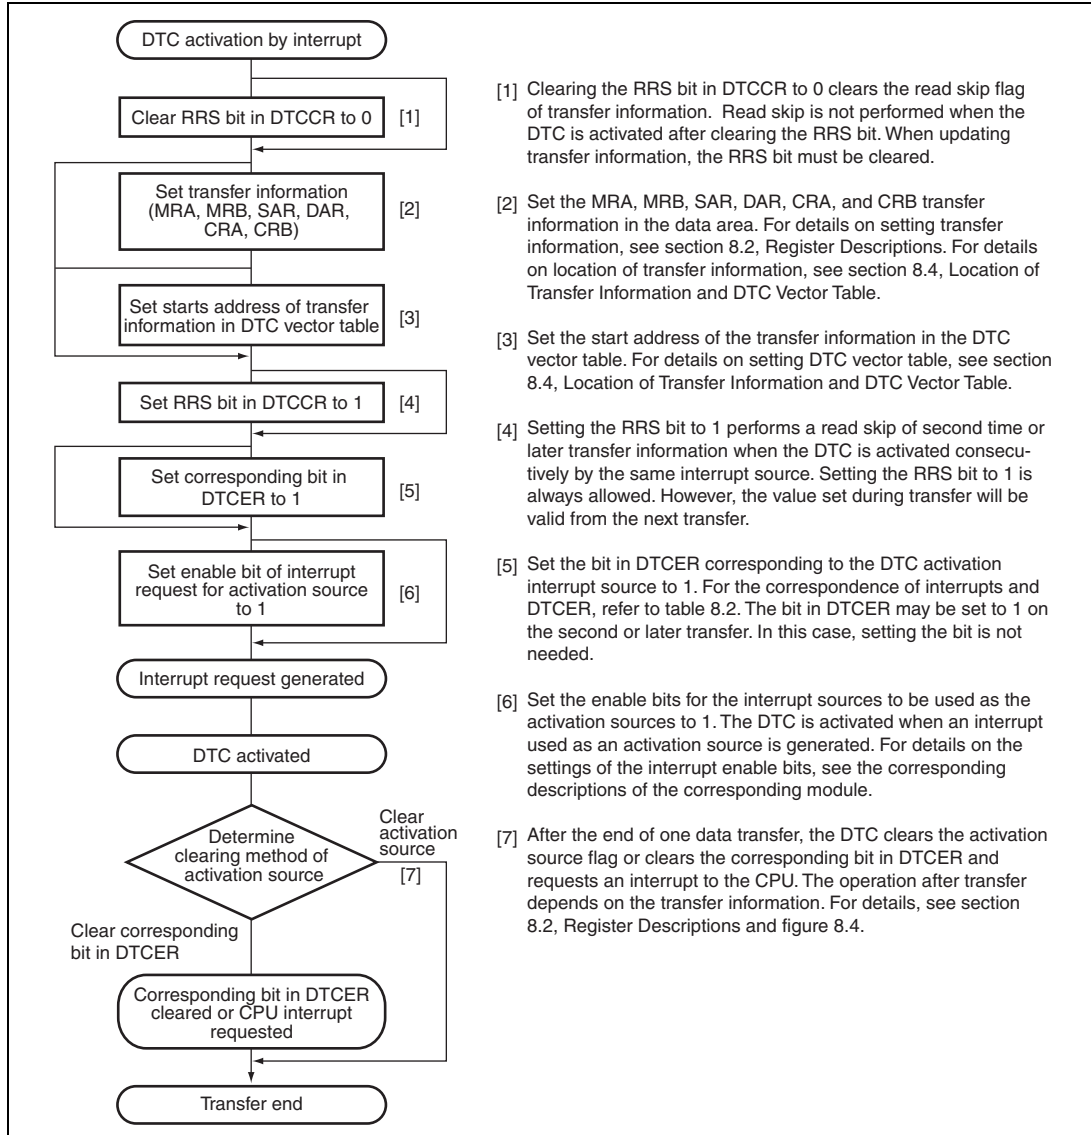 DTC activation by interrupt
Clear RRS bit in DTCCR to 0
[1]
Set transfer information
(MRA, MRB, SAR, DAR,
CRA, CRB)
[2]
Set starts address of transfer
information in DTC vector table
[3]
Set RRS bit in DTCCR to 1
[4]
Set corresponding bit in
DTCER to 1
[5]
Set enable bit of interrupt
request for activation source
to 1
[6]
Interrupt request generated
DTC activated
Determine
clearing method of
activation source
Clear
activation
source
[7]
Clear corresponding
bit in DTCER
Corresponding bit in DTCER
cleared or CPU interrupt
requested
Transfer end
[1] Clearing the RRS bit in DTCCR to 0 clears the read skip flag
of transfer information. Read skip is not performed when the
DTC is activated after clearing the RRS bit. When updating
transfer information, the RRS bit must be cleared.
[2] Set the MRA, MRB, SAR, DAR, CRA, and CRB transfer
information in the data area. For details on setting transfer
information, see section 8.2, Register Descriptions. For details
on location of transfer information, see section 8.4, Location of
Transfer Information and DTC Vector Table.
[3] Set the start address of the transfer information in the DTC
vector table. For details on setting DTC vector table, see section
8.4, Location of Transfer Information and DTC Vector Table.
[4] Setting the RRS bit to 1 performs a read skip of second time or
later transfer information when the DTC is activated consecu-
tively by the same interrupt source. Setting the RRS bit to 1 is
always allowed. However, the value set during transfer will be
valid from the next transfer.
[5] Set the bit in DTCER corresponding to the DTC activation
interrupt source to 1. For the correspondence of interrupts and
DTCER, refer to table 8.2. The bit in DTCER may be set to 1 on
the second or later transfer. In this case, setting the bit is not
needed.
[6] Set the enable bits for the interrupt sources to be used as the
activation sources to 1. The DTC is activated when an interrupt
used as an activation source is generated. For details on the
settings of the interrupt enable bits, see the corresponding
descriptions of the corresponding module.
[7] After the end of one data transfer, the DTC clears the activation
source flag or clears the corresponding bit in DTCER and
requests an interrupt to the CPU. The operation after transfer
depends on the transfer information. For details, see section
8.2, Register Descriptions and figure 8.4.